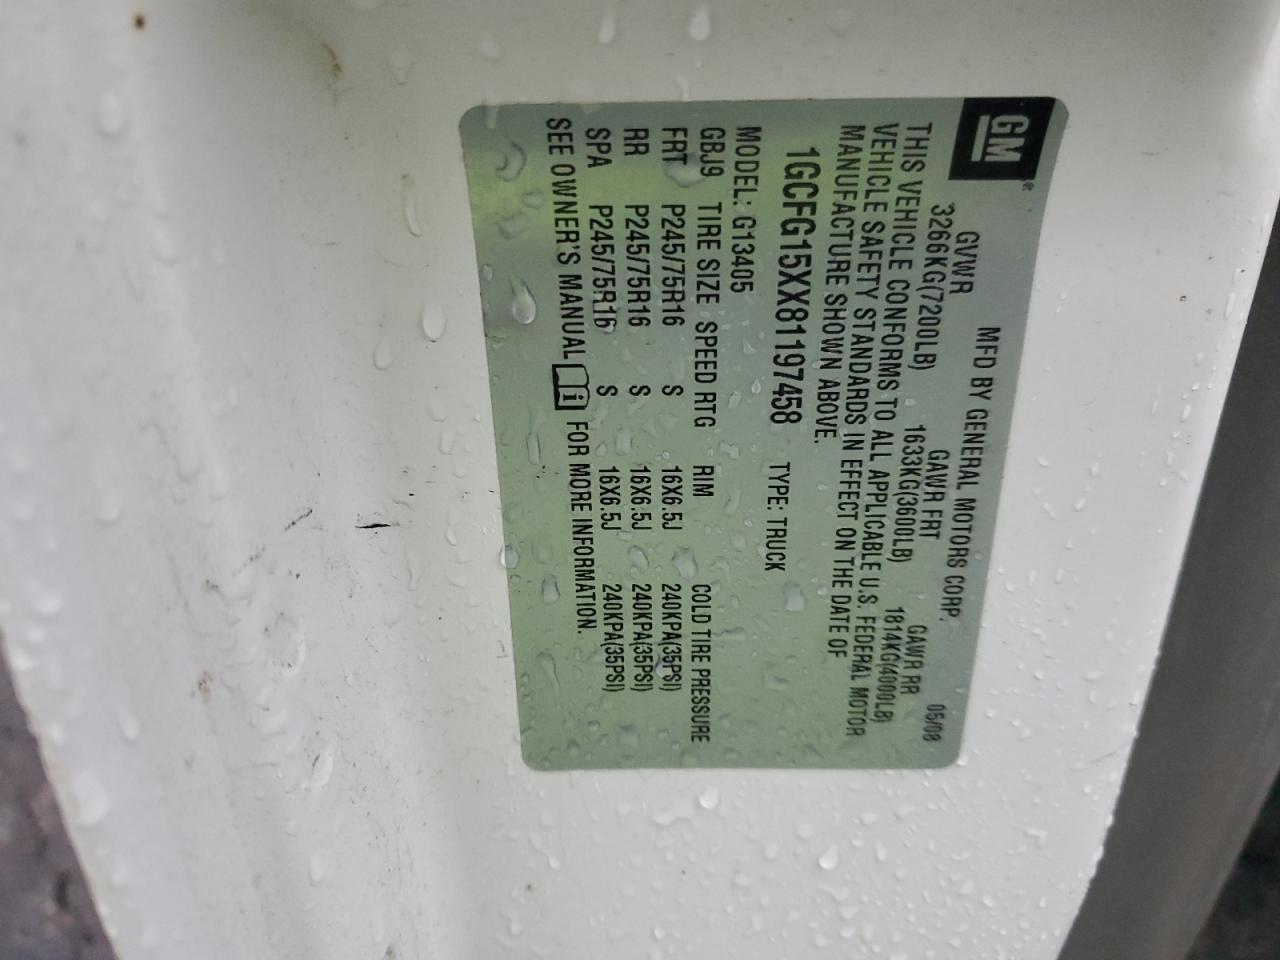 GM®
MFD BY GENERAL MOTORS CORP. 05/08
GVWR GAWR FRT GAWR RR
3266KG(7200LB) 1633KG(3600LB) 1814KG(4000LB)
THIS VEHICLE CONFORMS TO ALL APPLICABLE U.S. FEDERAL MOTOR
VEHICLE SAFETY STANDARDS IN EFFECT ON THE DATE OF
MANUFACTURE SHOWN ABOVE.
1GCFG15XX81197458 TYPE: TRUCK
MODEL: G13405
GBJ9 TIRE SIZE SPEED RTG RIM COLD TIRE PRESSURE
FRT P245/75R16 S 16X6.5J 240KPA(35PSI)
RR P245/75R16 S 16X6.5J 240KPA(35PSI)
SPA P245/75R16 S 16X6.5J 240KPA(35PSI)
SEE OWNER'S MANUAL i FOR MORE INFORMATION.